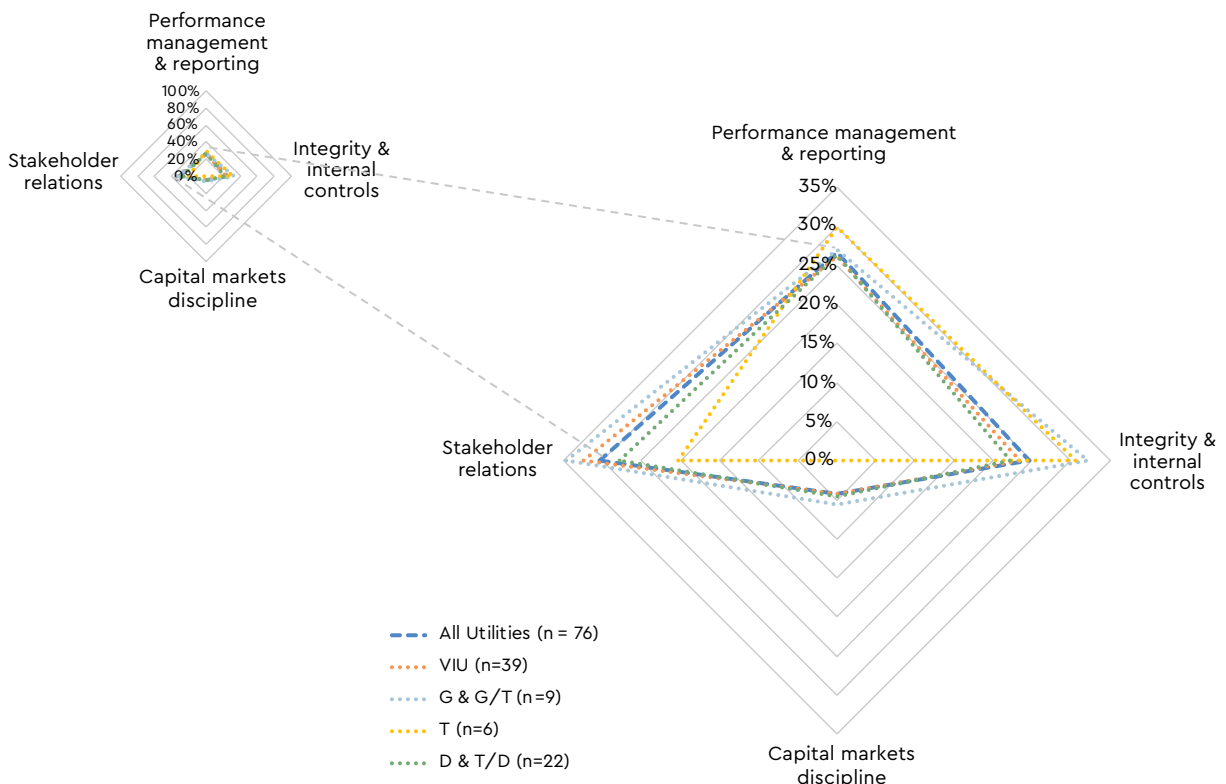 Performance
management
& reporting
100%
80%
60%
40%
20%
0%
Stakeholder
relations
Integrity &
internal
controls
Capital markets
discipline
Performance management
& reporting
35%
30%
25%
20%
15%
10%
5%
0%
Stakeholder
relations
Integrity &
internal
controls
Capital markets
discipline
All Utilities (n = 76)
VIU (n=39)
G & G/T (n=9)
T (n=6)
D & T/D (n=22)